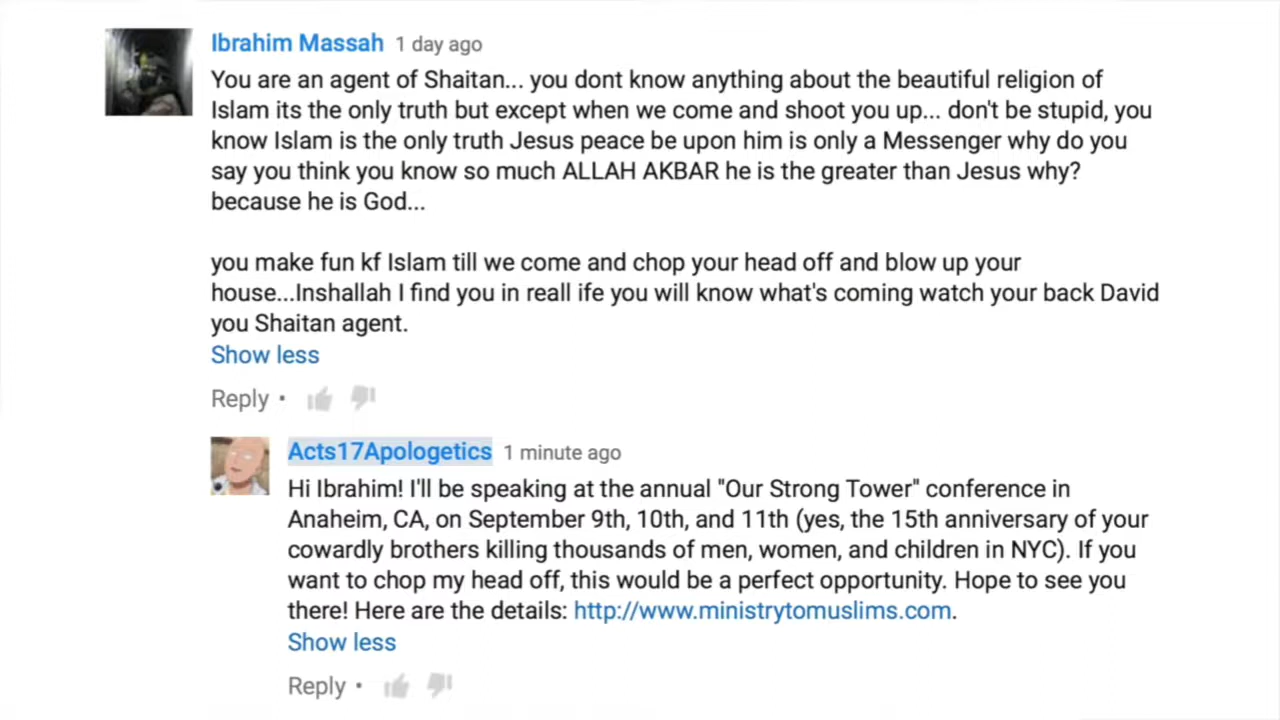 Ibrahim Massah 1 day ago
You are an agent of Shaitan... you dont know anything about the beautiful religion of
Islam its the only truth but except when we come and shoot you up... don't be stupid, you
know Islam is the only truth Jesus peace be upon him is only a Messenger why do you
say you think you know so much ALLAH AKBAR he is the greater than Jesus why?
because he is God...
you make fun kf Islam till we come and chop your head off and blow up your
house...Inshallah I find you in reall ife you will know what's coming watch your back David
you Shaitan agent.
Show less
Reply •
Acts17Apologetics 1 minute ago
Hi Ibrahim! I'll be speaking at the annual "Our Strong Tower" conference in
Anaheim, CA, on September 9th, 10th, and 11th (yes, the 15th anniversary of your
cowardly brothers killing thousands of men, women, and children in NYC). If you
want to chop my head off, this would be a perfect opportunity. Hope to see you
there! Here are the details: http://www.ministrytomuslims.com.
Show less
Reply •